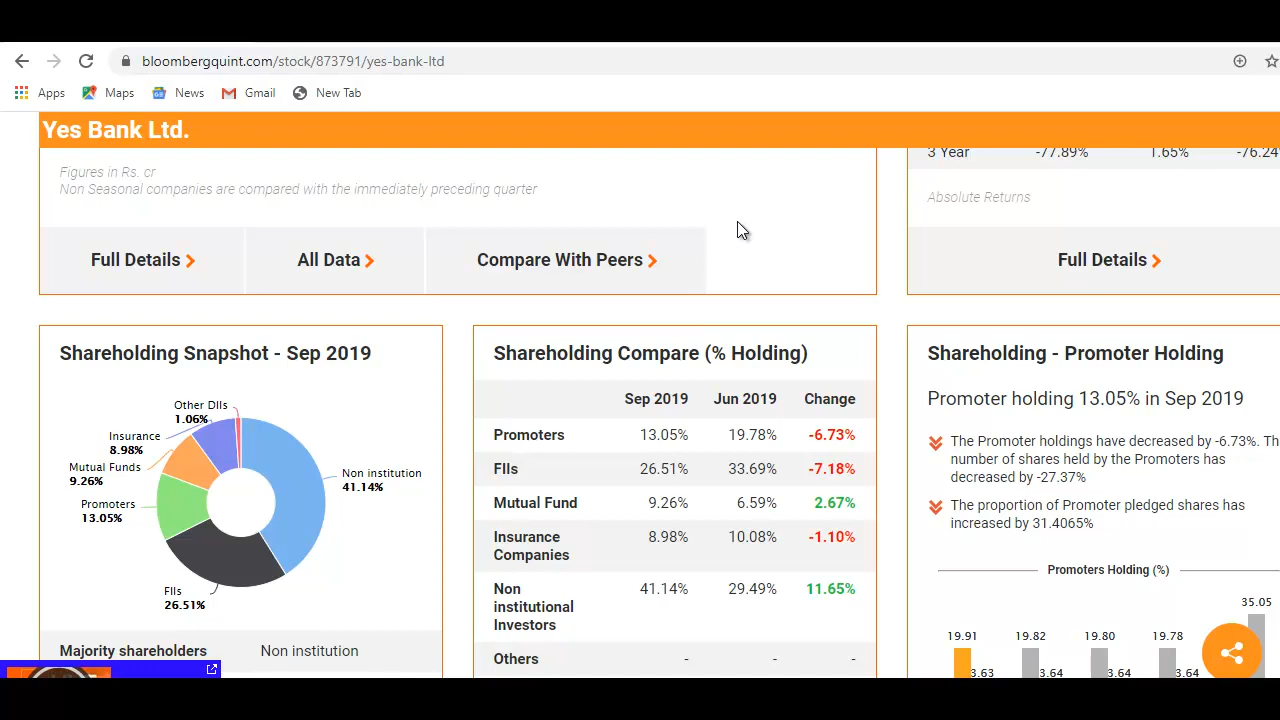 bloombergquint.com/stock/873791/yes-bank-ltd
Apps Maps News Gmail New Tab
Yes Bank Ltd.
Figures in Rs. cr
Non Seasonal companies are compared with the immediately preceding quarter
Full Details All Data Compare With Peers
3 Year -77.89% 1.65% -76.24
Absolute Returns
Full Details
Shareholding Snapshot - Sep 2019
Other DIIs
1.06%
Insurance
8.98%
Mutual Funds
9.26%
Promoters
13.05%
FIIs
26.51%
Non institution
41.14%
Majority shareholders Non institution
Shareholding Compare (% Holding)
Sep 2019 Jun 2019 Change
Promoters 13.05% 19.78% -6.73%
FIIs 26.51% 33.69% -7.18%
Mutual Fund 9.26% 6.59% 2.67%
Insurance 8.98% 10.08% -1.10%
Companies
Non 41.14% 29.49% 11.65%
institutional
Investors
Others - - -
Shareholding - Promoter Holding
Promoter holding 13.05% in Sep 2019
The Promoter holdings have decreased by -6.73%. Th
number of shares held by the Promoters has
decreased by -27.37%
The proportion of Promoter pledged shares has
increased by 31.4065%
Promoters Holding (%)
35.05
19.91 19.82 19.80 19.78
3.63 3.64 3.64 3.64